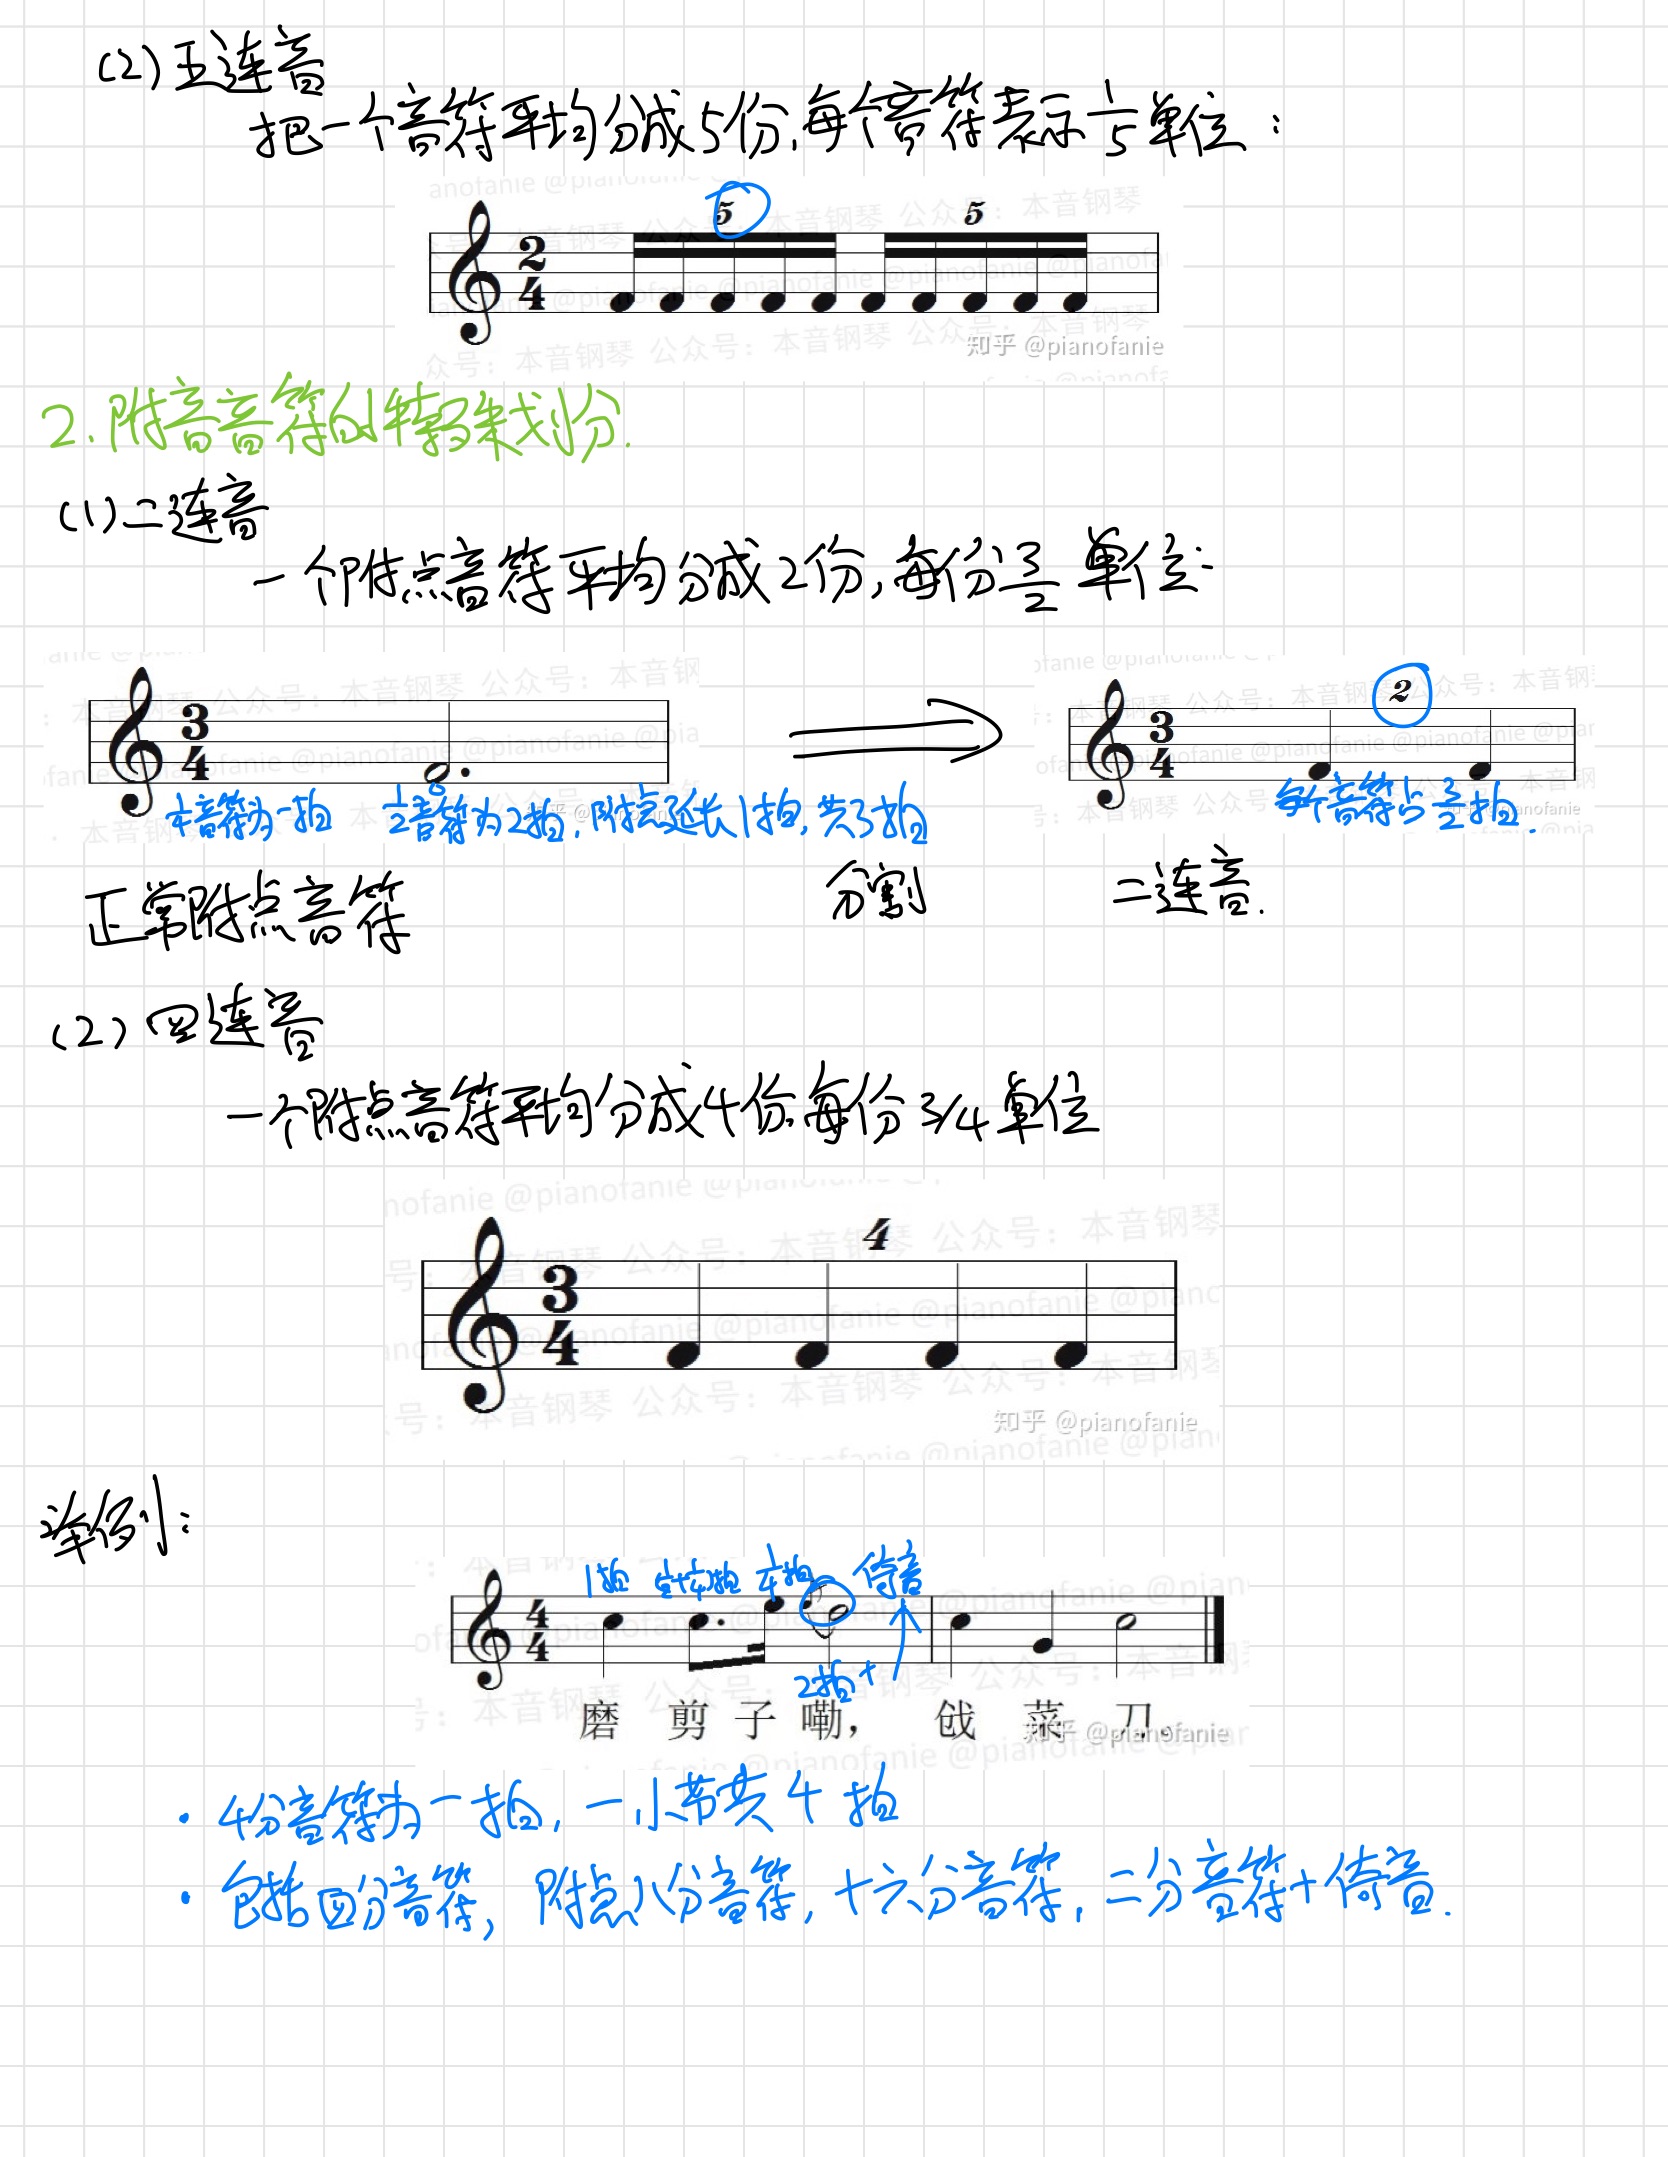 (2) 五连音
把一个音符平均分成5份,每个音符表示 1/5 单位:
5 5
2/4
知乎 @pianofanie
2. 附音音符的特殊划分.
(1) 二连音
一个附点音符平均分成2份,每份 3/2 单位:
3/4
3/4 2
1/4音符为一拍 1/2音符为2拍,附点延长1拍,共3拍
每个音符占 3/2 拍.
正常附点音符 分割 二连音.
(2) 四连音
一个附点音符平均分成4份,每份3/4单位
4
3/4
知乎 @pianofanie
举例:
1拍 1/2+1/4拍 1/4拍 倚音
4/4
2拍+
磨 剪 子 嘞, 戗 菜 刀。
知乎 @pianofanie
· 4分音符为一拍,一小节共4拍
· 包括四分音符,附点八分音符,十六分音符,二分音符+倚音.